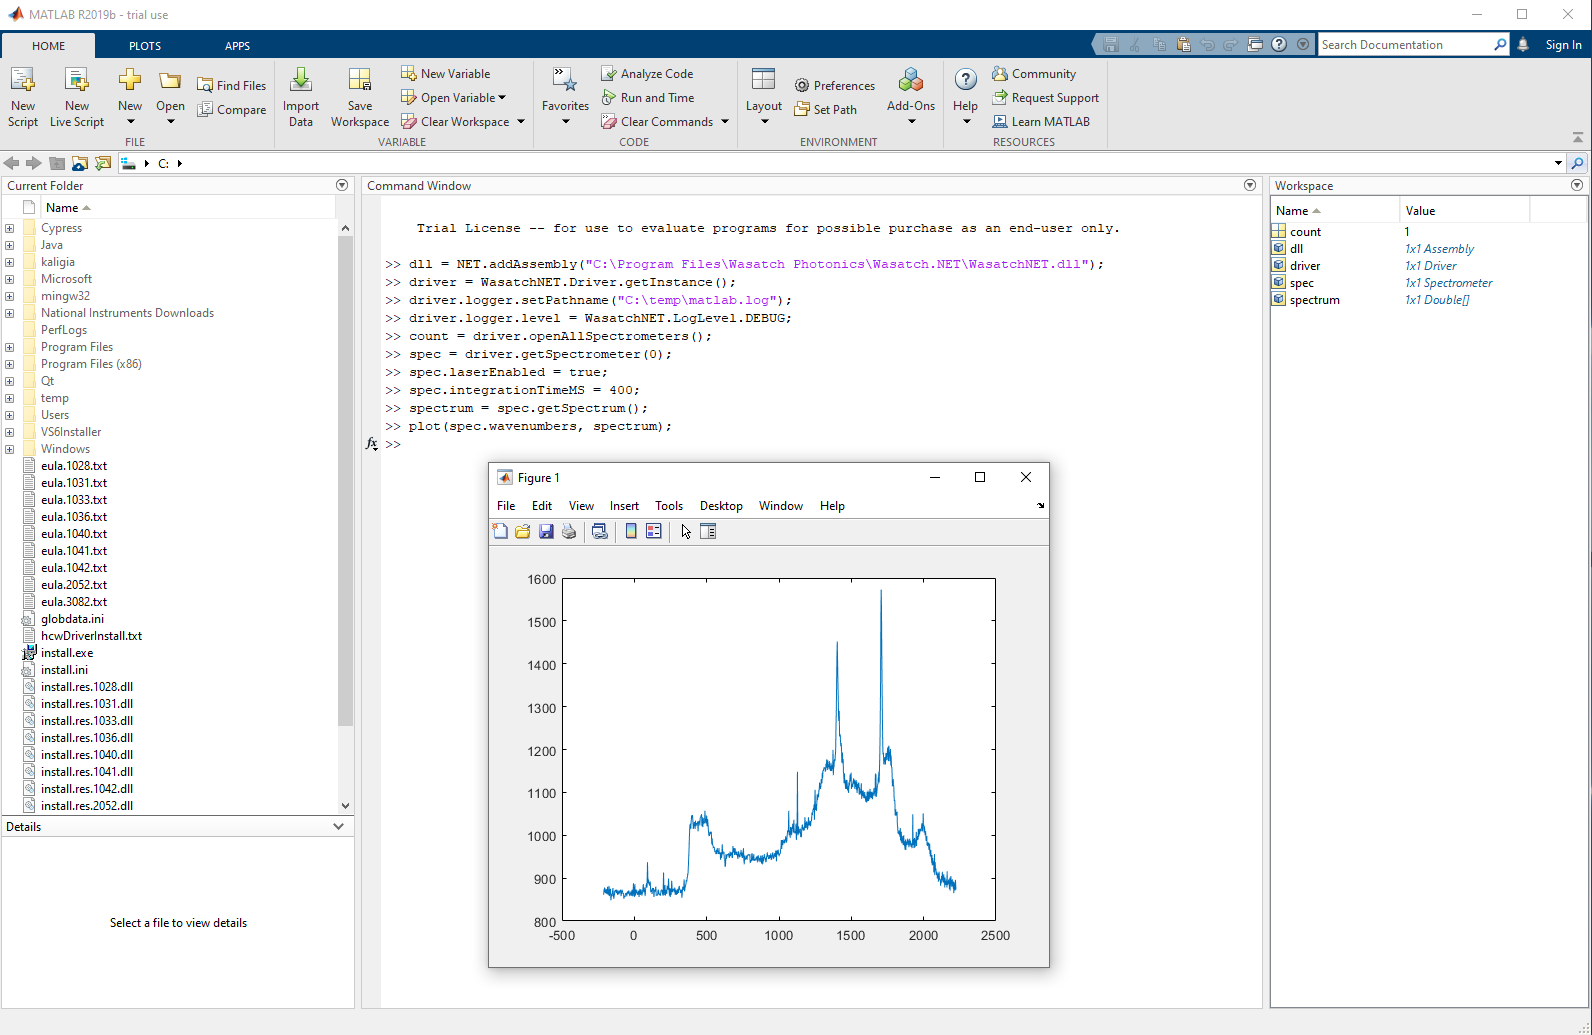 MATLAB R2019b - trial use
HOME PLOTS APPS
Search Documentation
Sign In
New Script
New Live Script
New
Open
Find Files
Compare
FILE
Import Data
Save Workspace
New Variable
Open Variable
Clear Workspace
VARIABLE
Favorites
Analyze Code
Run and Time
Clear Commands
CODE
Layout
Preferences
Set Path
Add-Ons
ENVIRONMENT
Help
Community
Request Support
Learn MATLAB
RESOURCES
C:
Current Folder
Name
Cypress
Java
kaligia
Microsoft
mingw32
National Instruments Downloads
PerfLogs
Program Files
Program Files (x86)
Qt
temp
Users
VS6Installer
Windows
eula.1028.txt
eula.1031.txt
eula.1033.txt
eula.1036.txt
eula.1040.txt
eula.1041.txt
eula.1042.txt
eula.2052.txt
eula.3082.txt
globdata.ini
hcwDriverInstall.txt
install.exe
install.ini
install.res.1028.dll
install.res.1031.dll
install.res.1033.dll
install.res.1036.dll
install.res.1040.dll
install.res.1041.dll
install.res.1042.dll
install.res.2052.dll
Details
Select a file to view details
Command Window
Trial License -- for use to evaluate programs for possible purchase as an end-user only.
>> dll = NET.addAssembly("C:\Program Files\Wasatch Photonics\Wasatch.NET\WasatchNET.dll");
>> driver = WasatchNET.Driver.getInstance();
>> driver.logger.setPathname("C:\temp\matlab.log");
>> driver.logger.level = WasatchNET.LogLevel.DEBUG;
>> count = driver.openAllSpectrometers();
>> spec = driver.getSpectrometer(0);
>> spec.laserEnabled = true;
>> spec.integrationTimeMS = 400;
>> spectrum = spec.getSpectrum();
>> plot(spec.wavenumbers, spectrum);
fx >>
Figure 1
File Edit View Insert Tools Desktop Window Help
1600
1500
1400
1300
1200
1100
1000
900
800
-500 0 500 1000 1500 2000 2500
Workspace
Name Value
count 1
dll 1x1 Assembly
driver 1x1 Driver
spec 1x1 Spectrometer
spectrum 1x1 Double[]